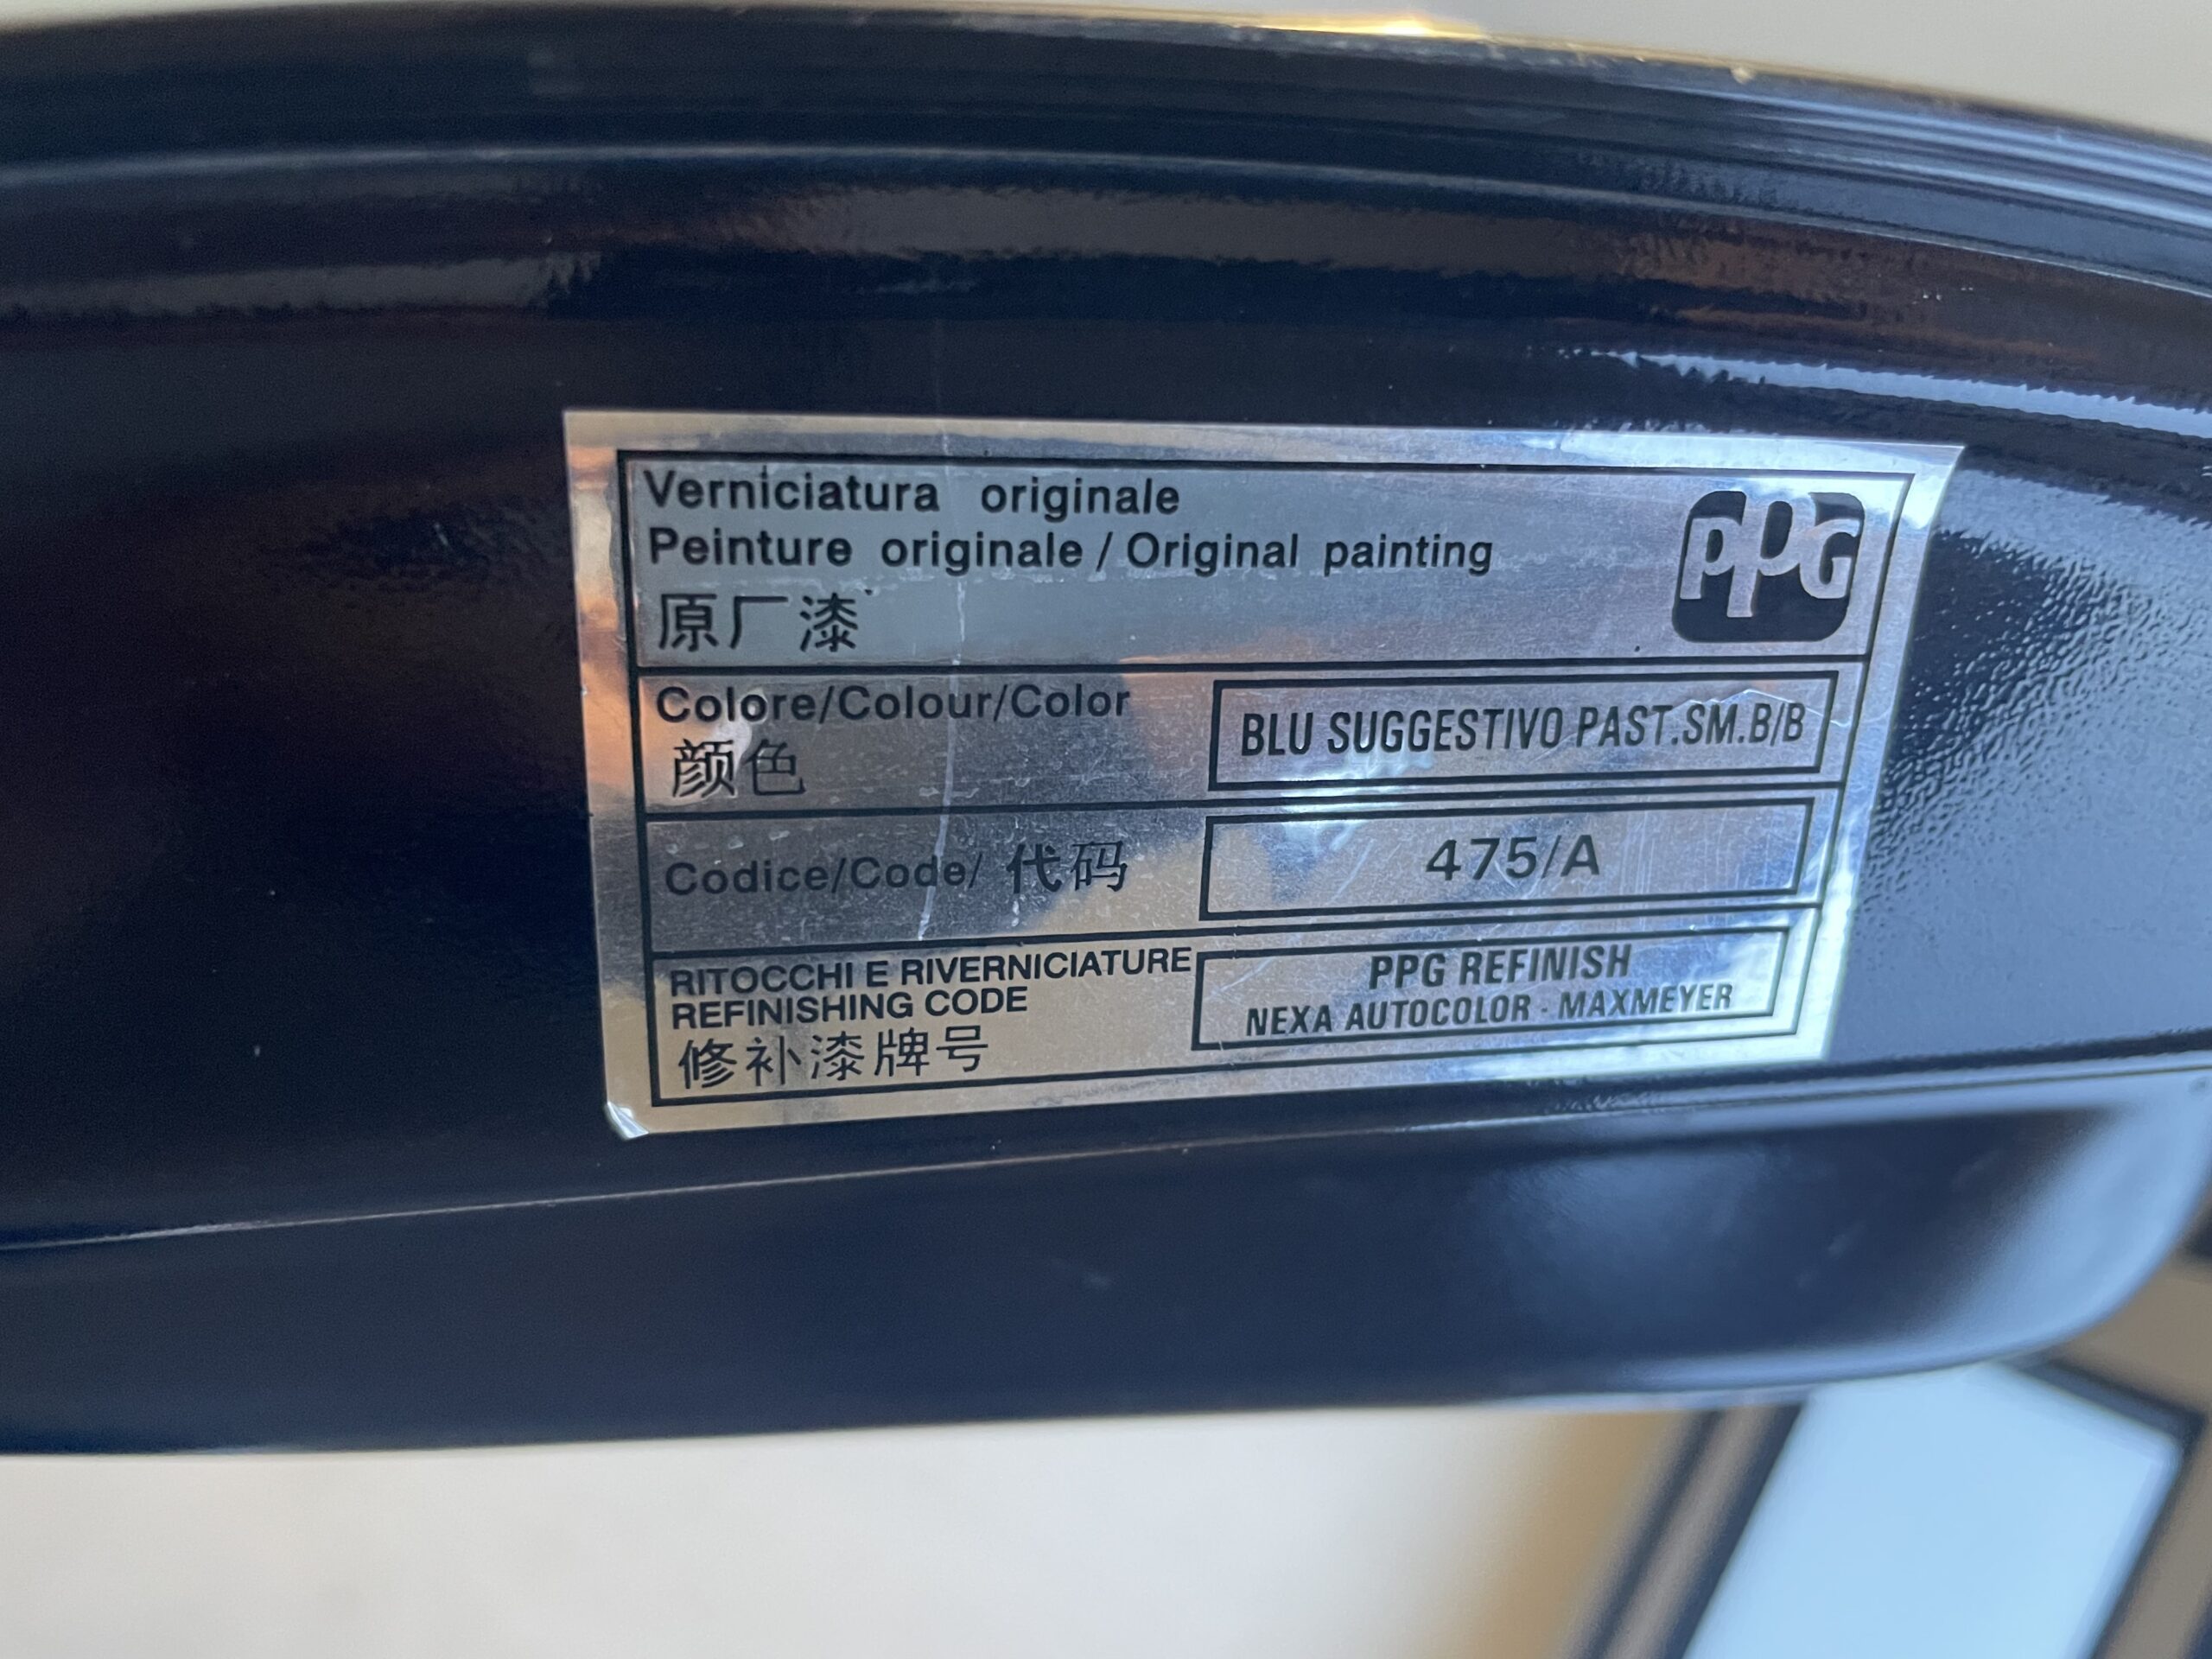 Verniciatura originale
Peinture originale / Original painting
PPG
原厂漆
Colore/Colour/Color
颜色
BLU SUGGESTIVO PAST.SM.B/B
Codice/Code/ 代码
475/A
RITOCCHI E RIVERNICIATURE
REFINISHING CODE
修补漆牌号
PPG REFINISH
NEXA AUTOCOLOR - MAXMEYER